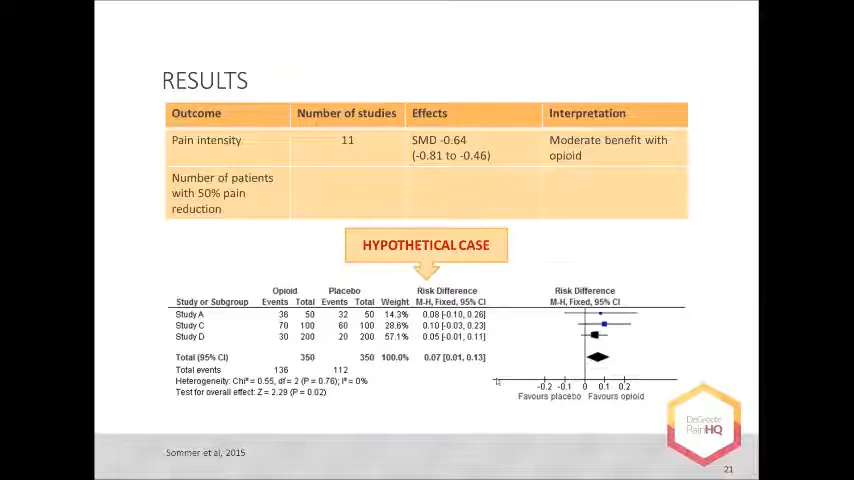 RESULTS
Outcome Number of studies Effects Interpretation
Pain intensity 11 SMD -0.64 Moderate benefit with
(-0.81 to -0.46) opioid
Number of patients
with 50% pain
reduction
HYPOTHETICAL CASE
Opioid Placebo Risk Difference Risk Difference
Study or Subgroup Events Total Events Total Weight M-H, Fixed, 95% CI M-H, Fixed, 95% CI
Study A 36 50 32 50 14.3% 0.08 [-0.10, 0.26]
Study C 70 100 60 100 28.6% 0.10 [-0.03, 0.23]
Study D 30 200 20 200 57.1% 0.05 [-0.01, 0.11]
Total (95% CI) 350 350 100.0% 0.07 [0.01, 0.13]
Total events 136 112
Heterogeneity: Chi² = 0.55, df = 2 (P = 0.76); I² = 0%
Test for overall effect: Z = 2.29 (P = 0.02)
-0.2 -0.1 0 0.1 0.2
Favours placebo Favours opioid
DeGroote
PainHQ
Sommer et al, 2015
21